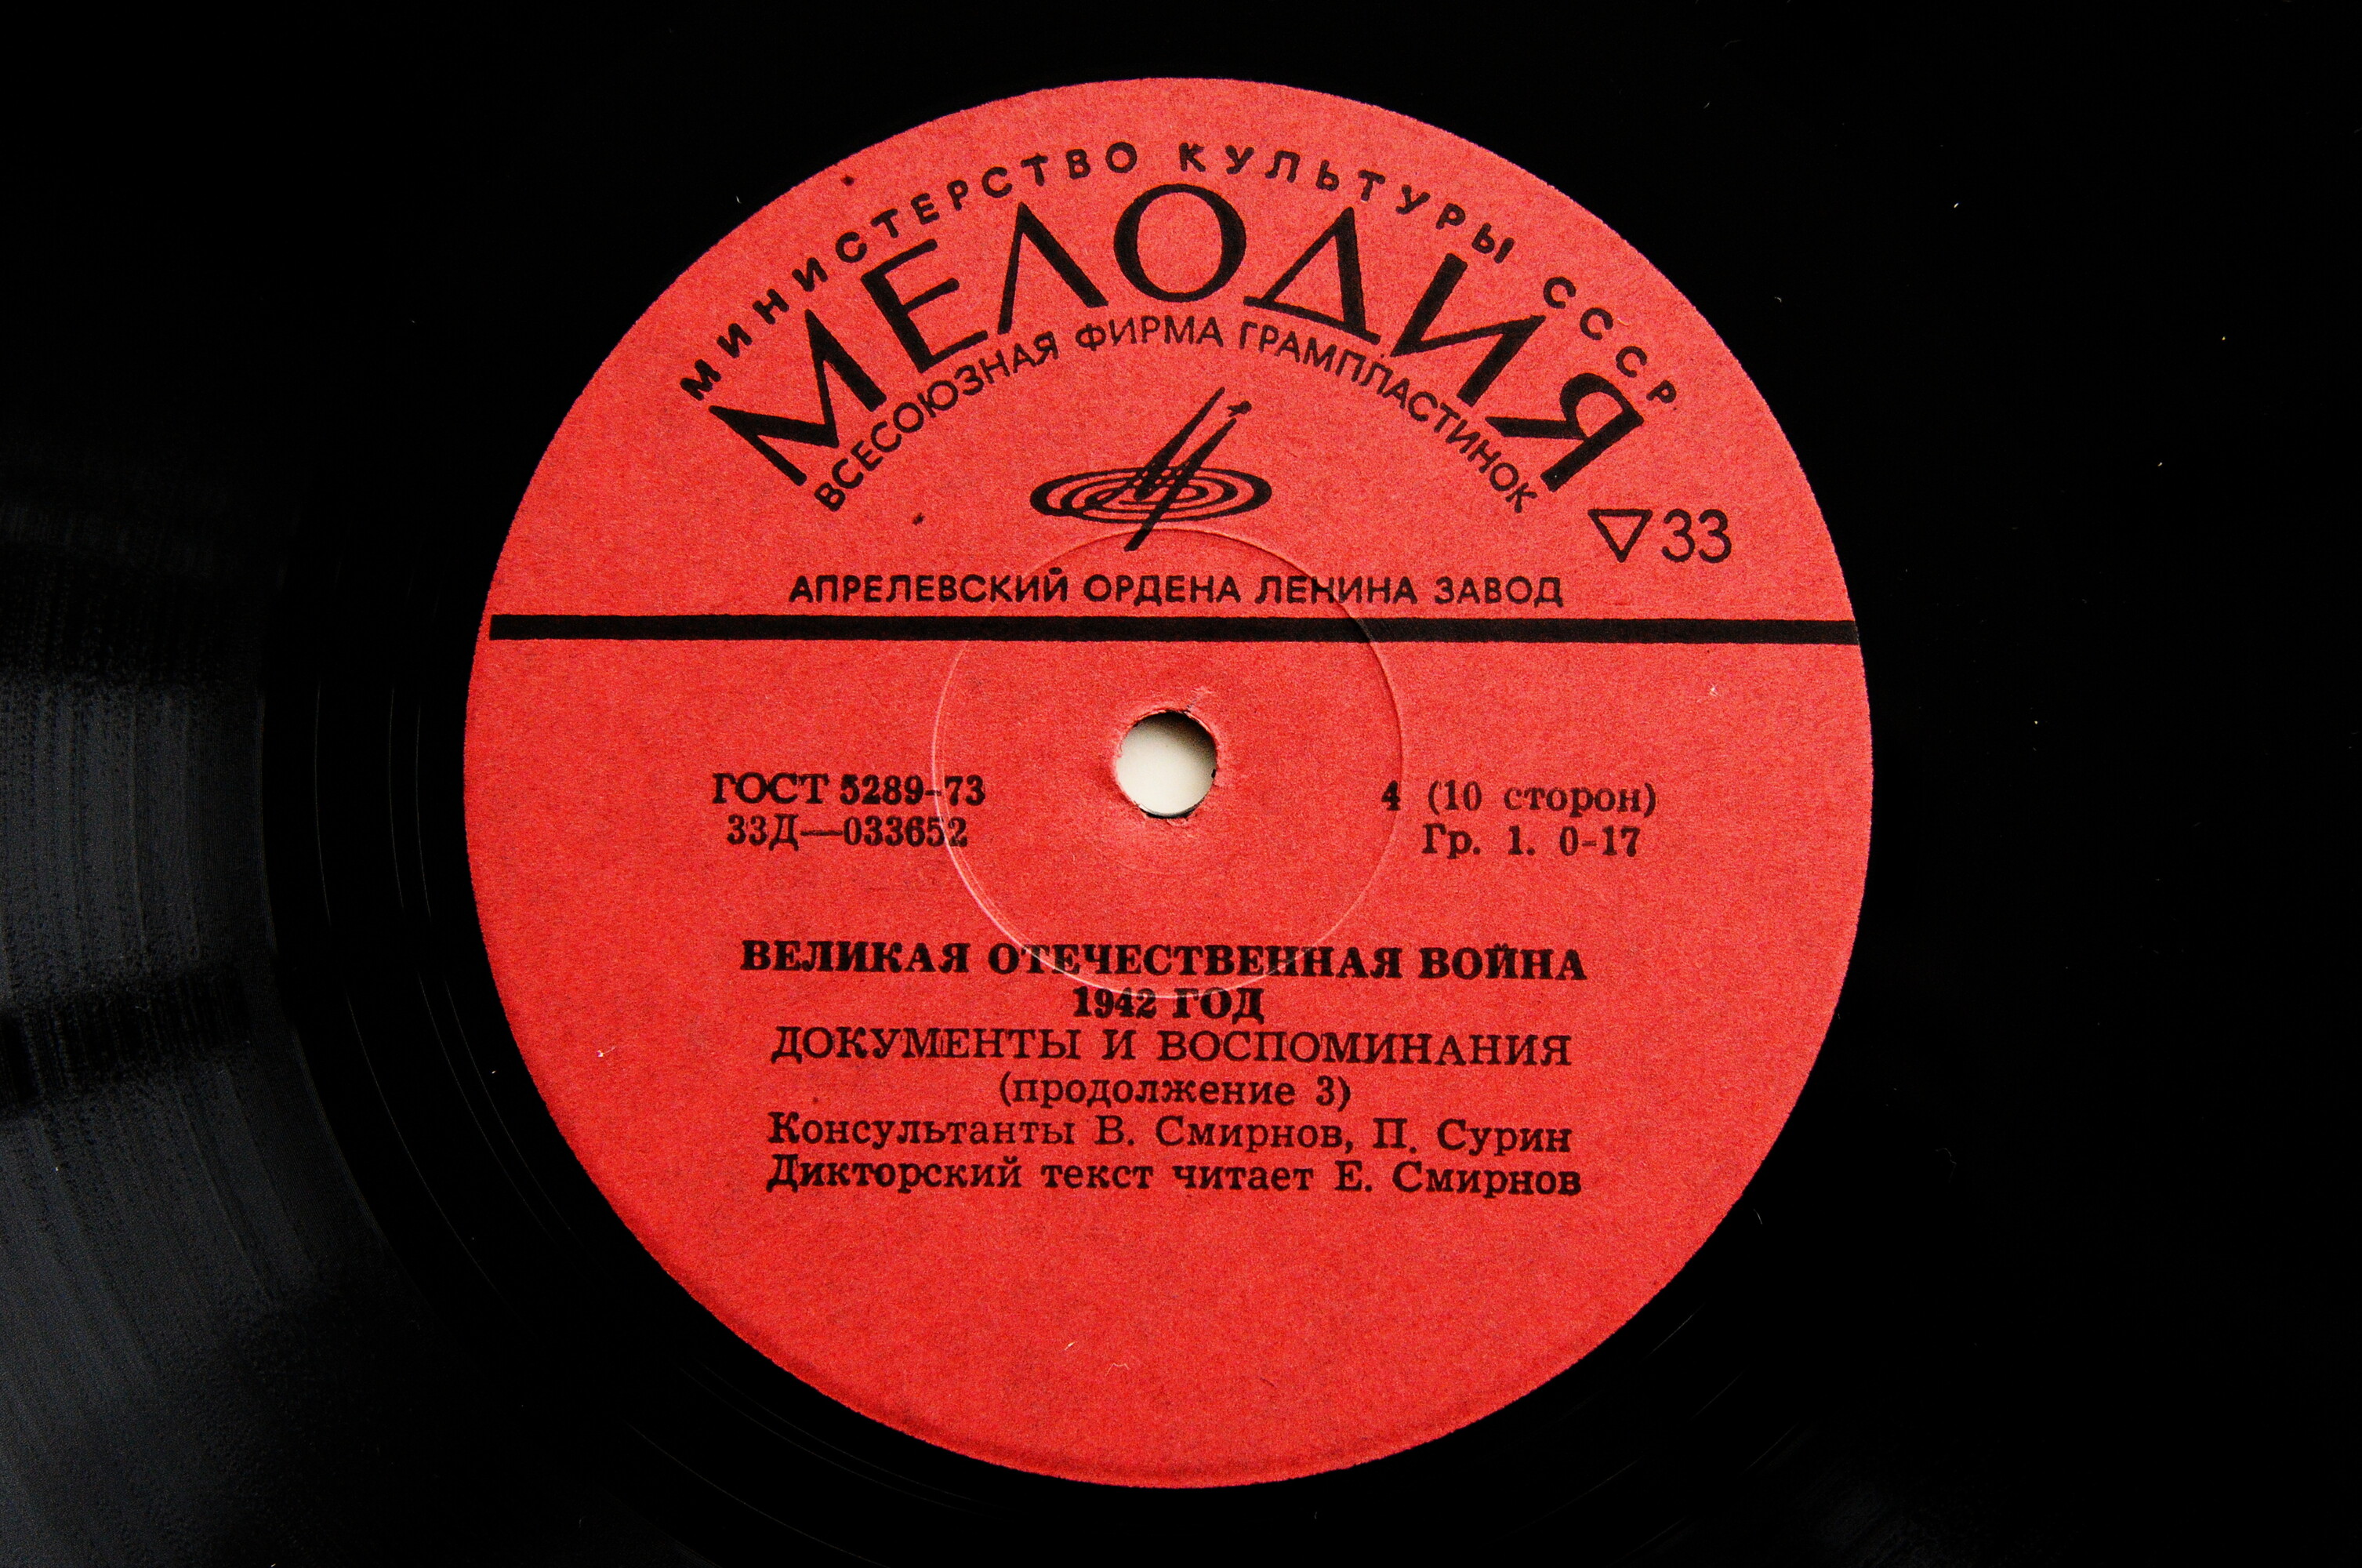 МИНИСТЕРСТВО КУЛЬТУРЫ СССР
МЕЛОДИЯ
ВСЕСОЮЗНАЯ ФИРМА ГРАМПЛАСТИНОК
▽33
АПРЕЛЕВСКИЙ ОРДЕНА ЛЕНИНА ЗАВОД
ГОСТ 5289-73
33Д—033652
4 (10 сторон)
Гр. 1. 0-17
ВЕЛИКАЯ ОТЕЧЕСТВЕННАЯ ВОЙНА
1942 ГОД
ДОКУМЕНТЫ И ВОСПОМИНАНИЯ
(продолжение 3)
Консультанты В. Смирнов, П. Сурин
Дикторский текст читает Е. Смирнов